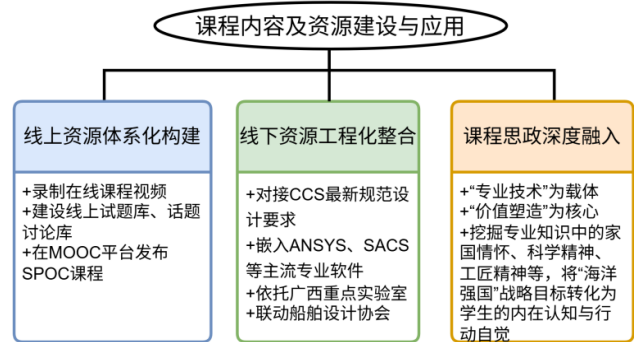 课程内容及资源建设与应用
线上资源体系化构建
+录制在线课程视频
+建设线上试题库、话题
讨论库
+在MOOC平台发布
SPOC课程
线下资源工程化整合
+对接CCS最新规范设
计要求
+嵌入ANSYS、SACS
等主流专业软件
+依托广西重点实验室
+联动船舶设计协会
课程思政深度融入
+“专业技术”为载体
+“价值塑造”为核心
+挖掘专业知识中的家
国情怀、科学精神、
工匠精神等，将“海洋
强国”战略目标转化为
学生的内在认知与行
动自觉